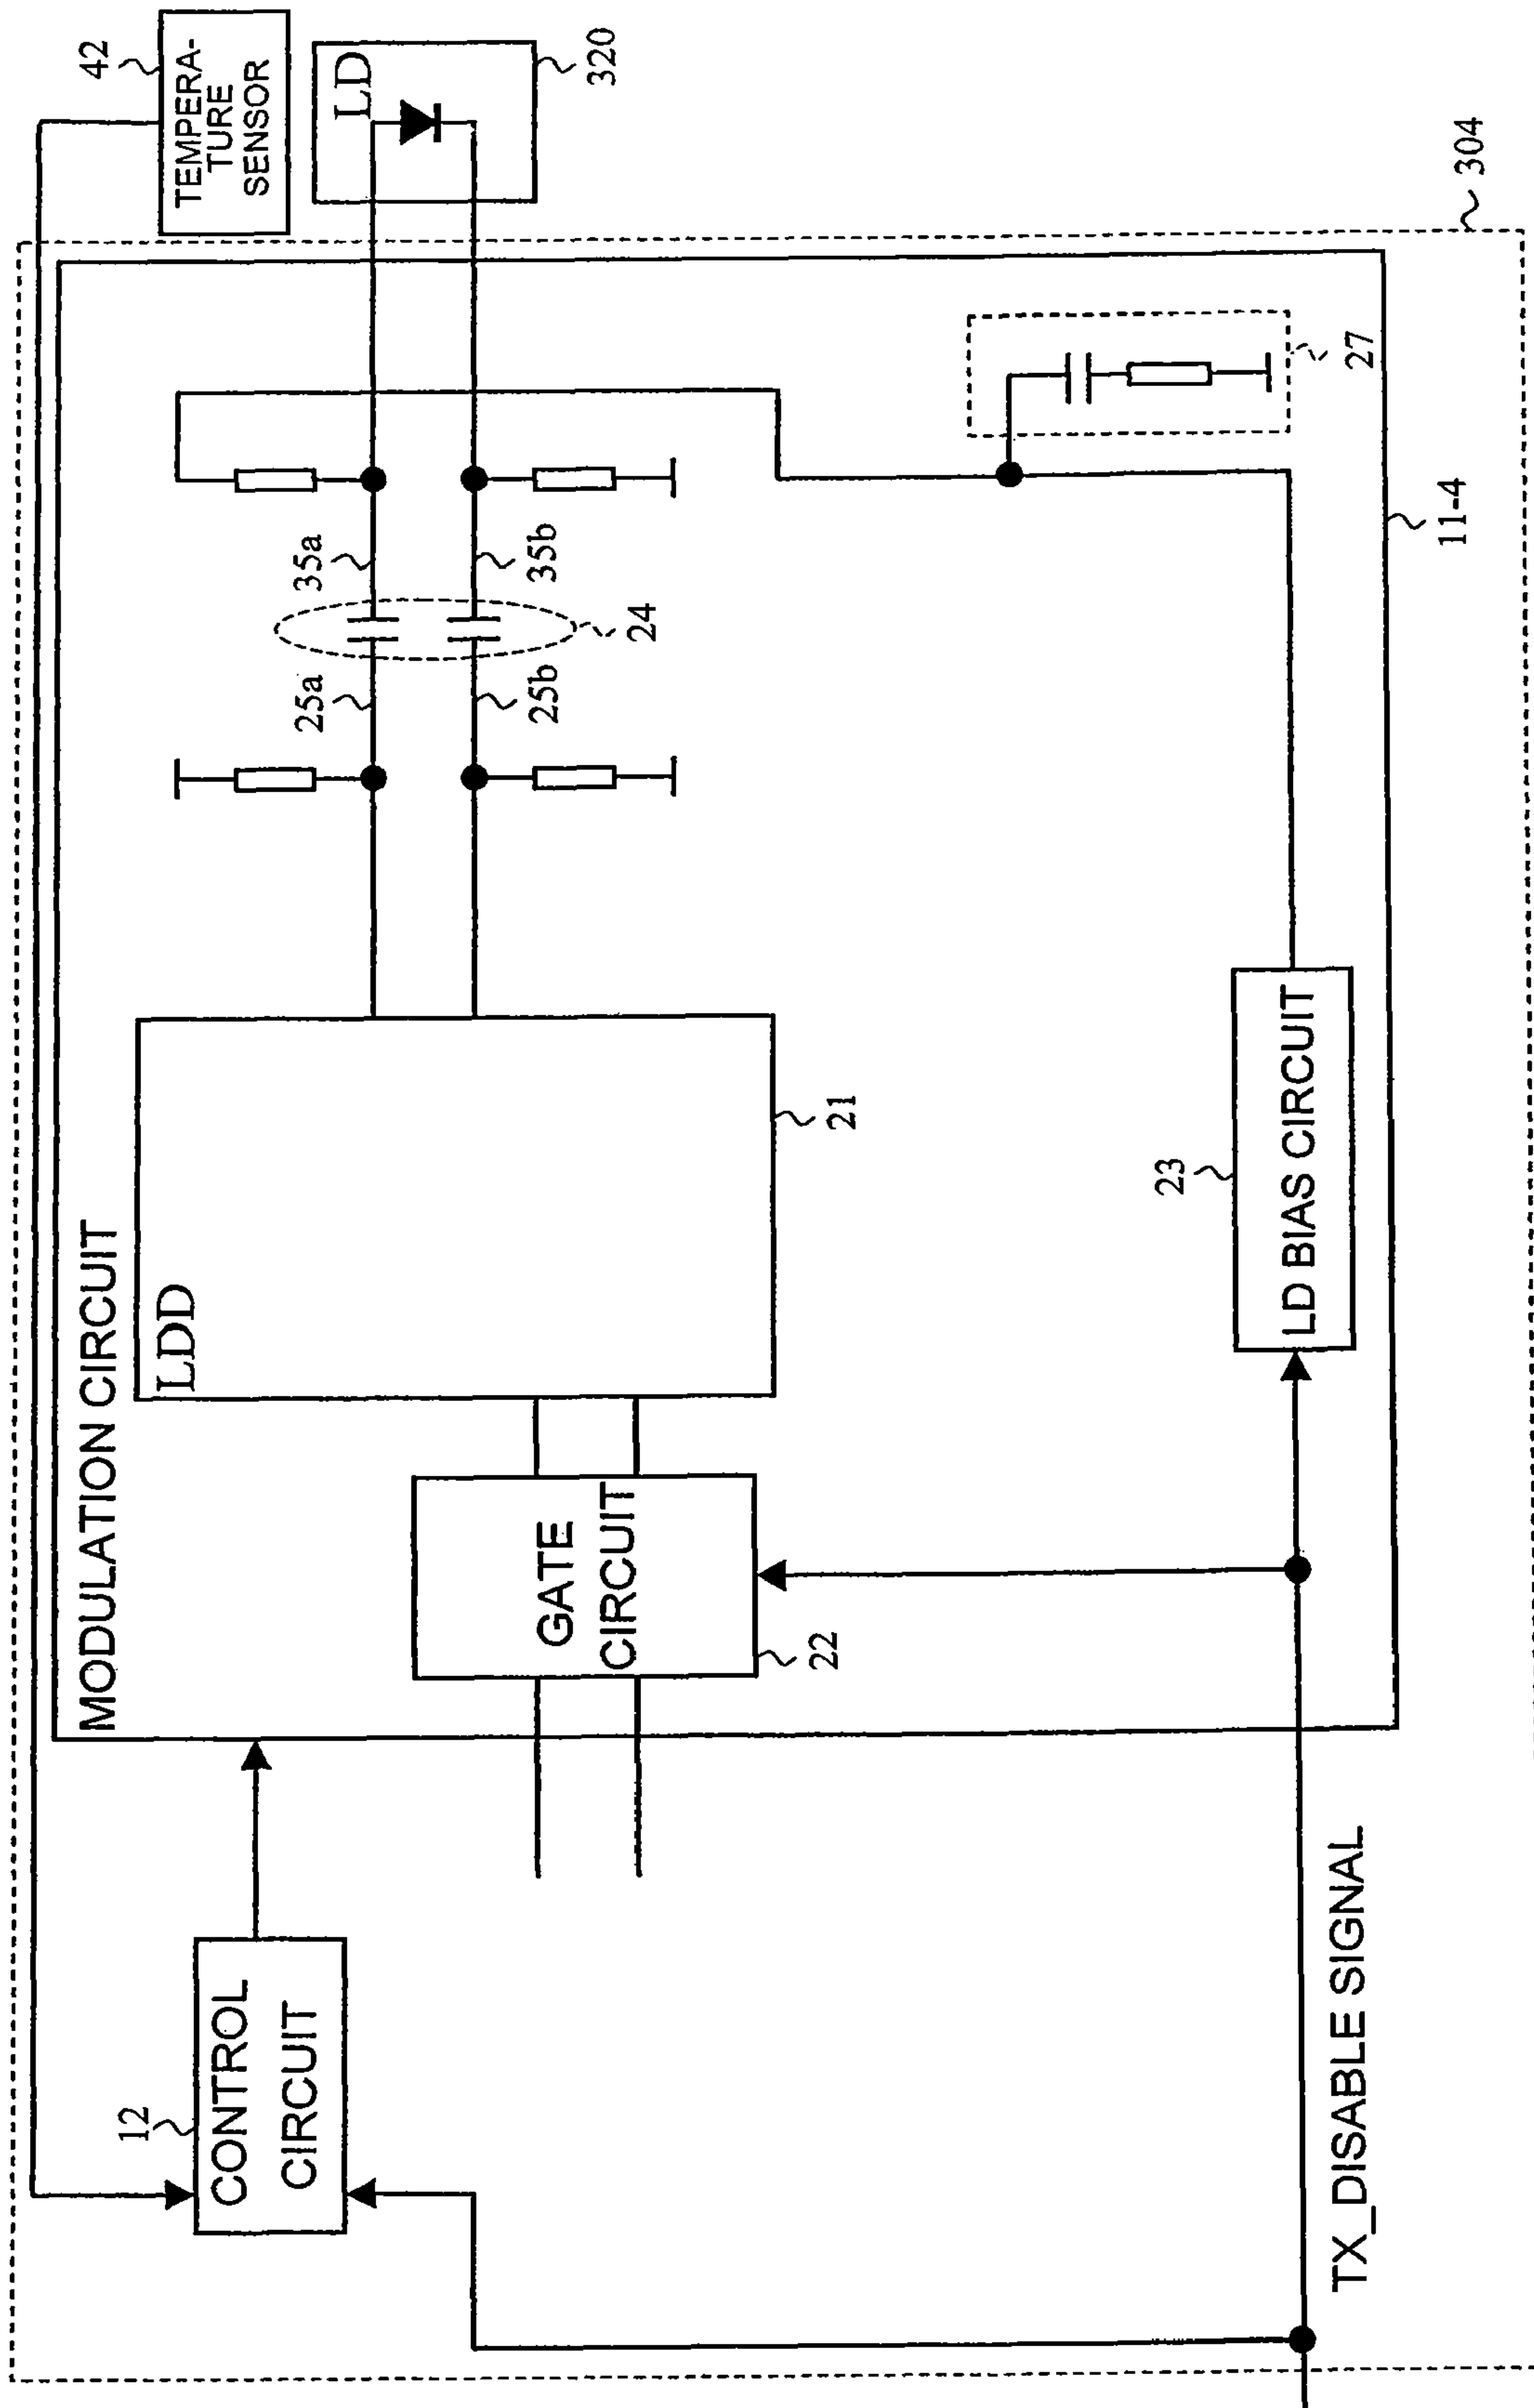 42
TEMPERA-
TURE
SENSOR
LD
320
304
MODULATION CIRCUIT
12
CONTROL
CIRCUIT
LDD
21
GATE
CIRCUIT
22
25a
35a
25b
35b
24
27
23
LD BIAS CIRCUIT
11-4
TX_DISABLE SIGNAL